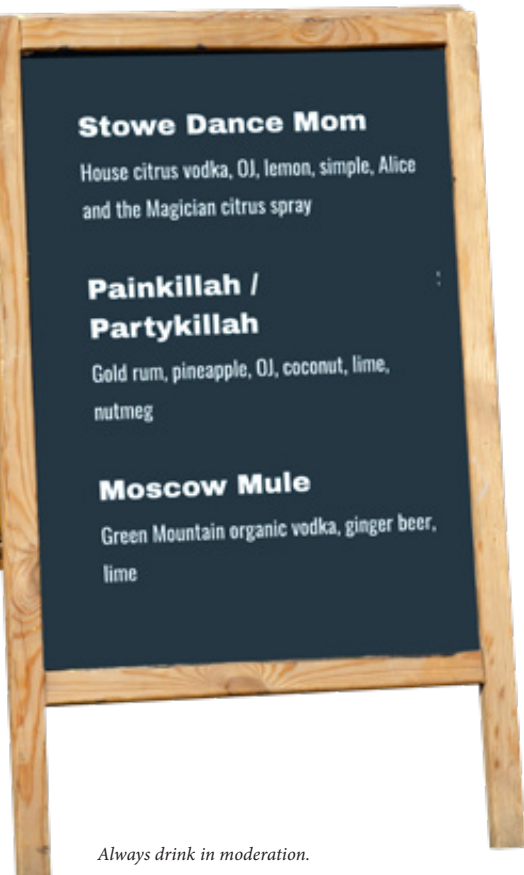 Stowe Dance Mom
House citrus vodka, OJ, lemon, simple, Alice
and the Magician citrus spray
Painkillah /
:
Partykillah
Gold rum, pineapple, OJ, coconut, lime,
nutmeg
Moscow Mule
Green Mountain organic vodka, ginger beer,
lime
Always drink in moderation.